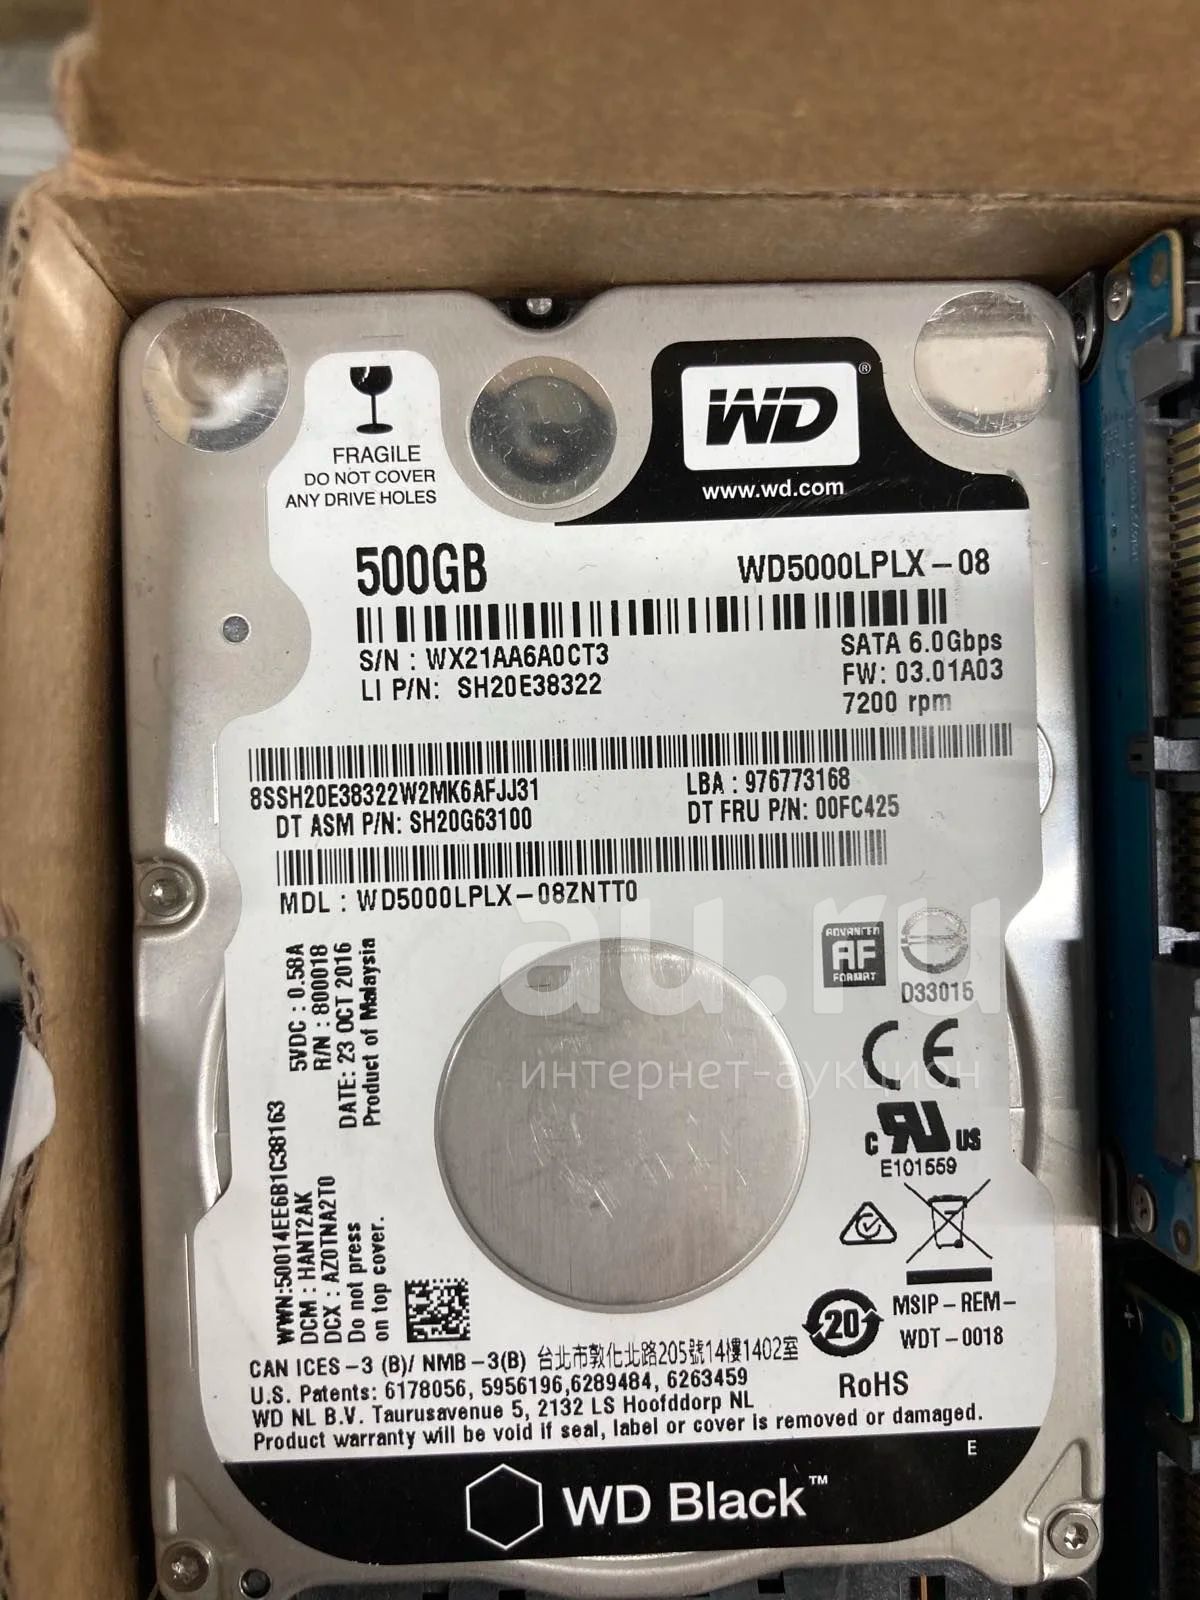 WD®
www.wd.com
FRAGILE
DO NOT COVER
ANY DRIVE HOLES
500GB
WD5000LPLX-08
S/N : WX21AA6A0CT3
LI P/N: SH20E38322
SATA 6.0Gbps
FW: 03.01A03
7200 rpm
8SSH20E38322W2MK6AFJJ31
LBA : 976773168
DT ASM P/N: SH20G63100
DT FRU P/N: 00FC425
MDL : WD5000LPLX-08ZNTT0
5VDC : 0.58A
R/N : 800018
DATE: 23 OCT 2016
Product of Malaysia
WWN:50014EE6B1C38163
DCM : HANT2AK
DCX : AZ0TNA2T0
Do not press
on top cover.
ADVANCED
AF
FORMAT
D33015
CE
c RU US
E101559
20
MSIP-REM-
WDT-0018
RoHS
au.ru
интернет-аукцион
CAN ICES-3 (B)/ NMB-3(B) 台北市敦化北路205號14樓1402室
U.S. Patents: 6178056, 5956196,6289484, 6263459
WD NL B.V. Taurusavenue 5, 2132 LS Hoofddorp NL
Product warranty will be void if seal, label or cover is removed or damaged.
E
WD Black™